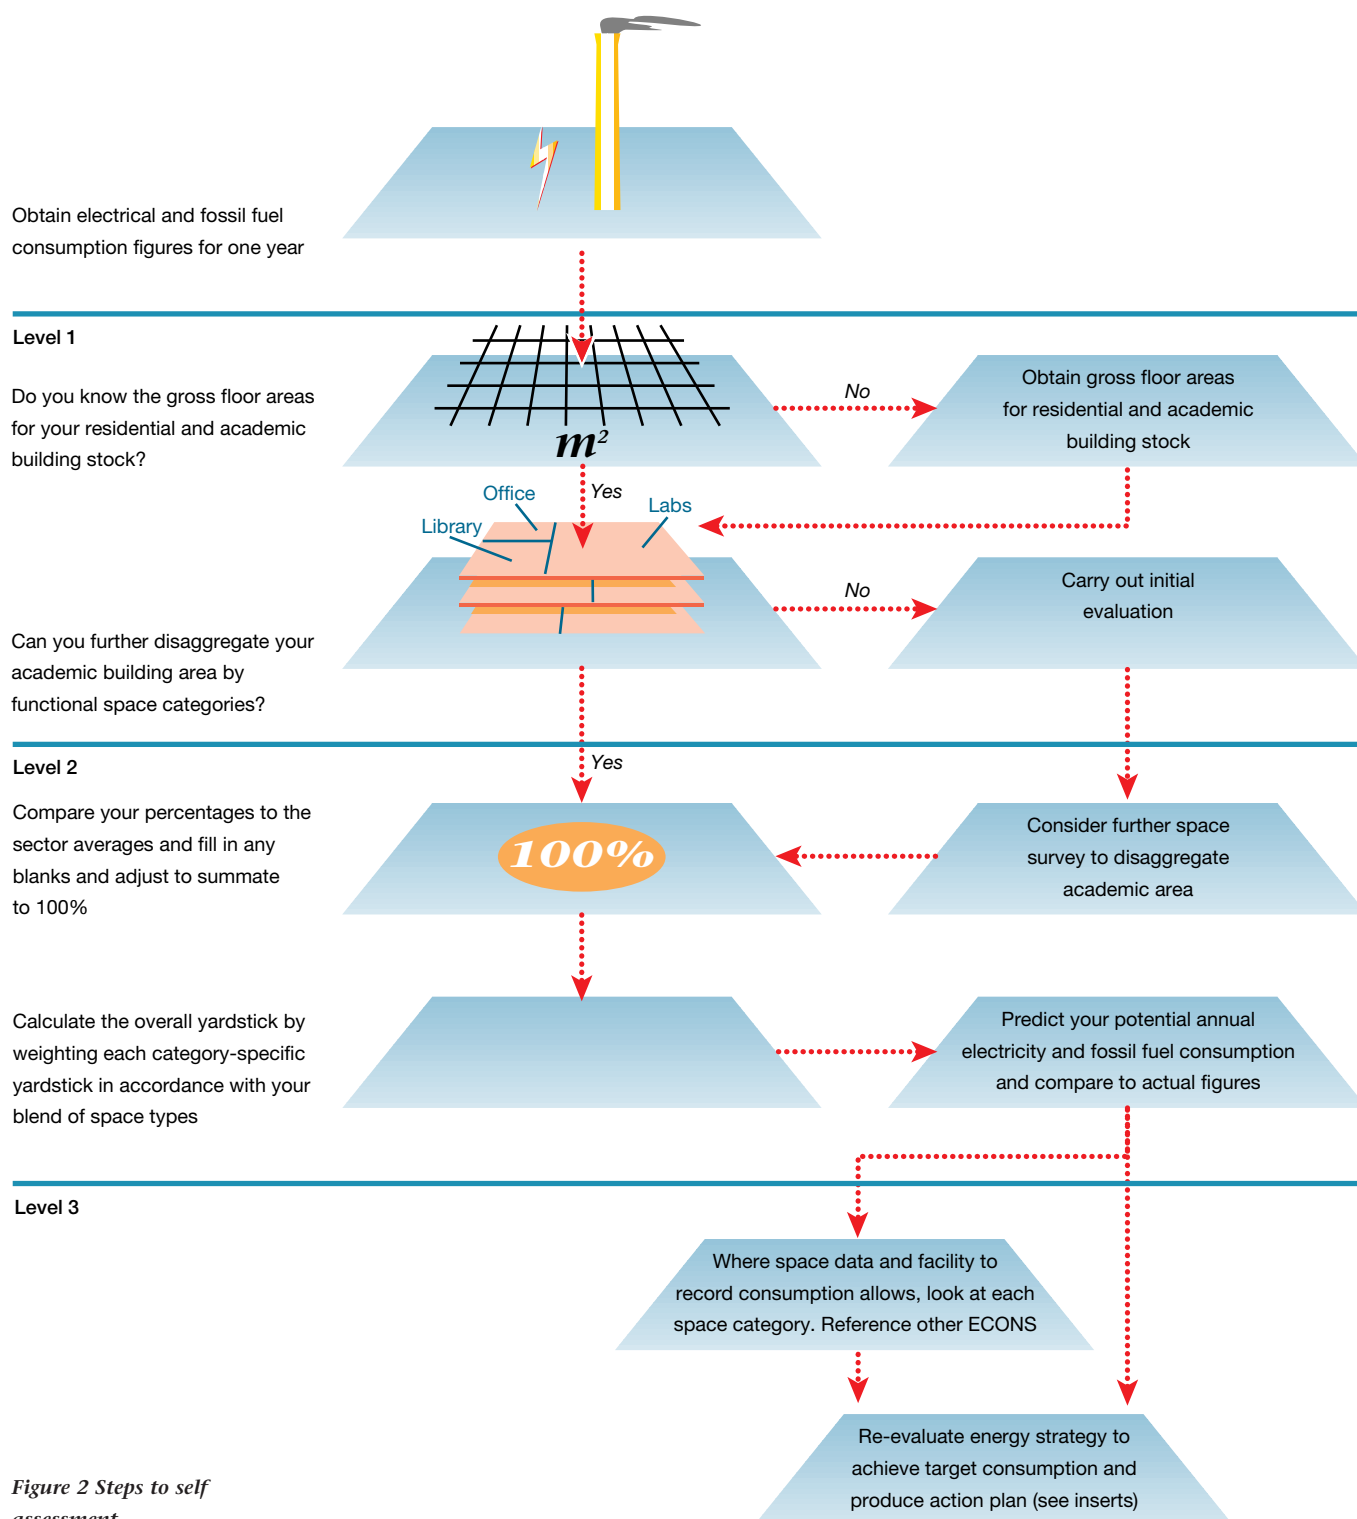 Obtain electrical and fossil fuel
consumption figures for one year
Level 1
Do you know the gross floor areas
for your residential and academic
building stock?
m²
No
Obtain gross floor areas
for residential and academic
building stock
Yes
Office
Library
Labs
Can you further disaggregate your
academic building area by
functional space categories?
No
Carry out initial
evaluation
Level 2
Yes
Compare your percentages to the
sector averages and fill in any
blanks and adjust to summate
to 100%
100%
Consider further space
survey to disaggregate
academic area
Calculate the overall yardstick by
weighting each category-specific
yardstick in accordance with your
blend of space types
Predict your potential annual
electricity and fossil fuel consumption
and compare to actual figures
Level 3
Where space data and facility to
record consumption allows, look at each
space category. Reference other ECONS
Re-evaluate energy strategy to
achieve target consumption and
produce action plan (see inserts)
Figure 2 Steps to self
assessment